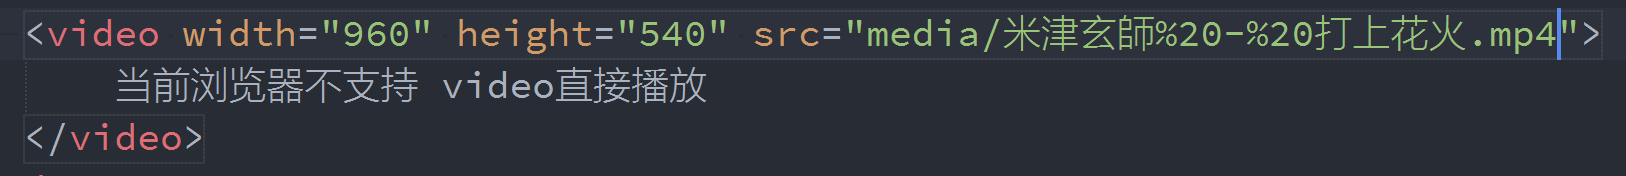 <video width="960" height="540" src="media/米津玄師%20-%20打上花火.mp4">
当前浏览器不支持 video直接播放
</video>